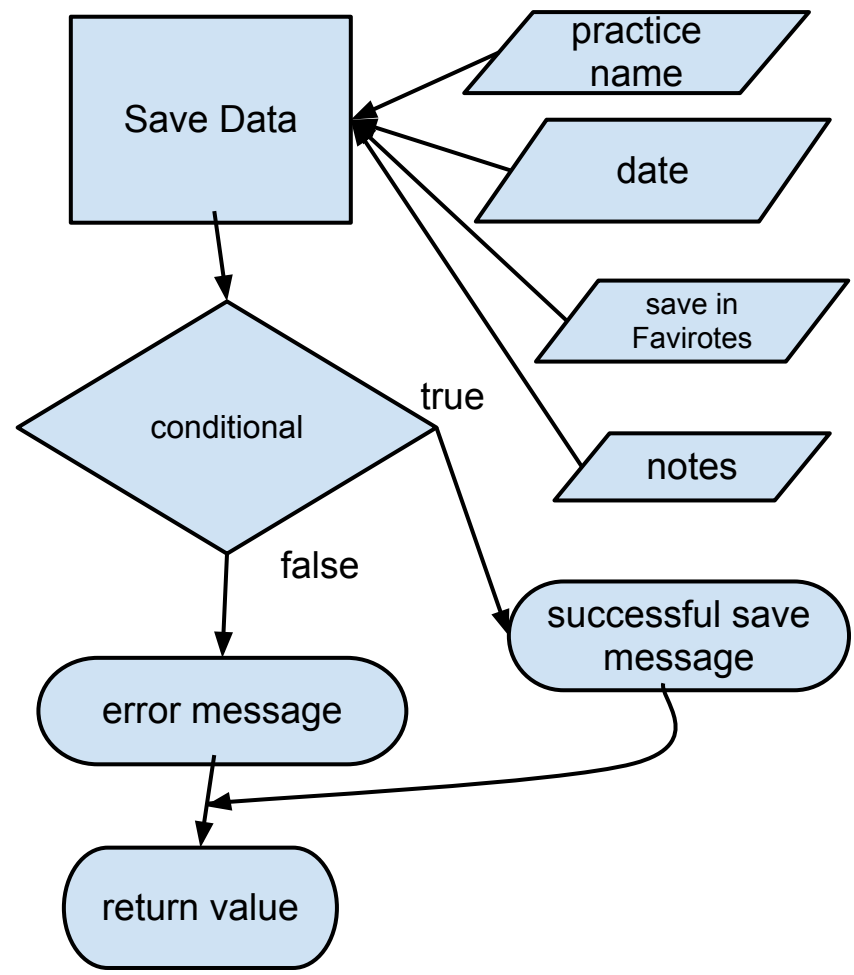 practice
name
Save Data
date
save in
Favirotes
true
conditional
notes
false
successful save
message
error message
return value